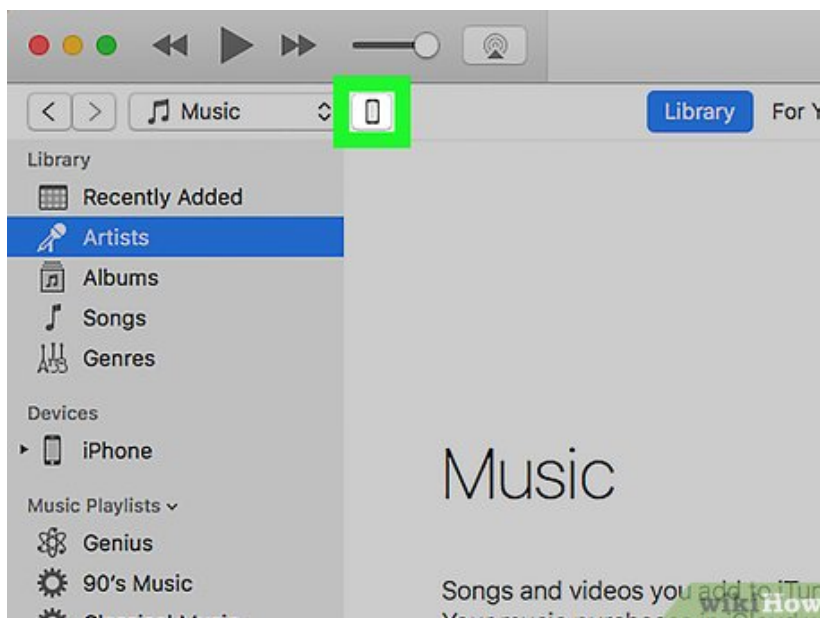 Music
Library
For
Library
Recently Added
Artists
Albums
Songs
Genres
Devices
iPhone
Music Playlists
Genius
90's Music
Music
Songs and videos you add to
wikiHow